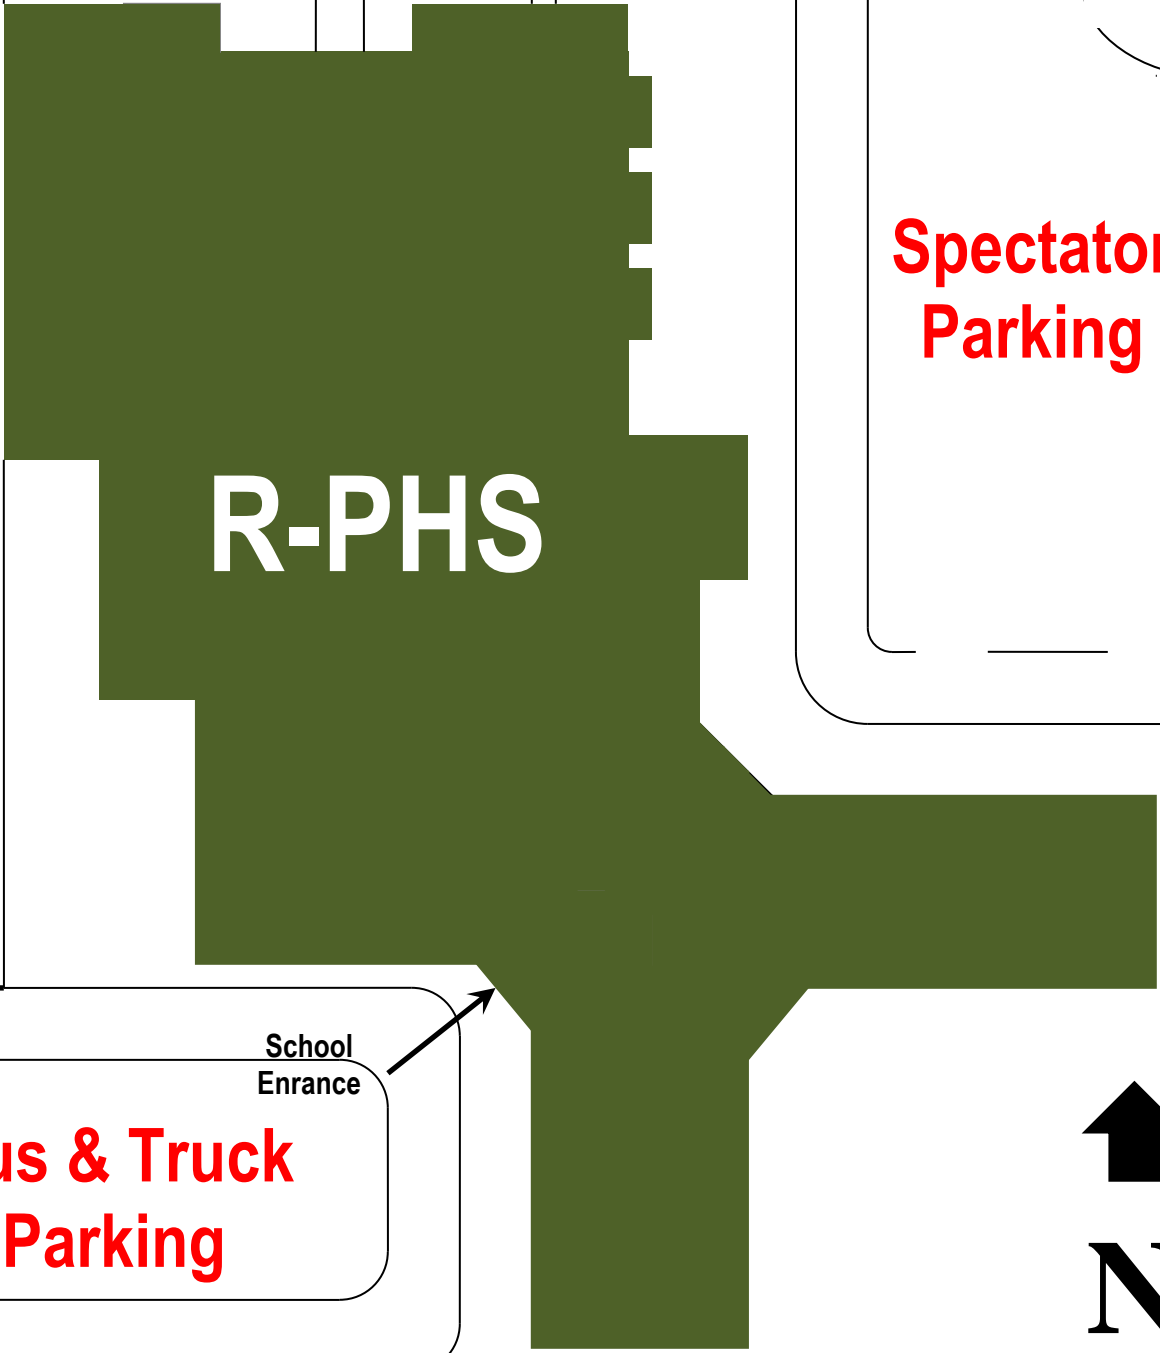 Spectator
Parking
R-PHS
School
Enrance
us & Truck
Parking
N